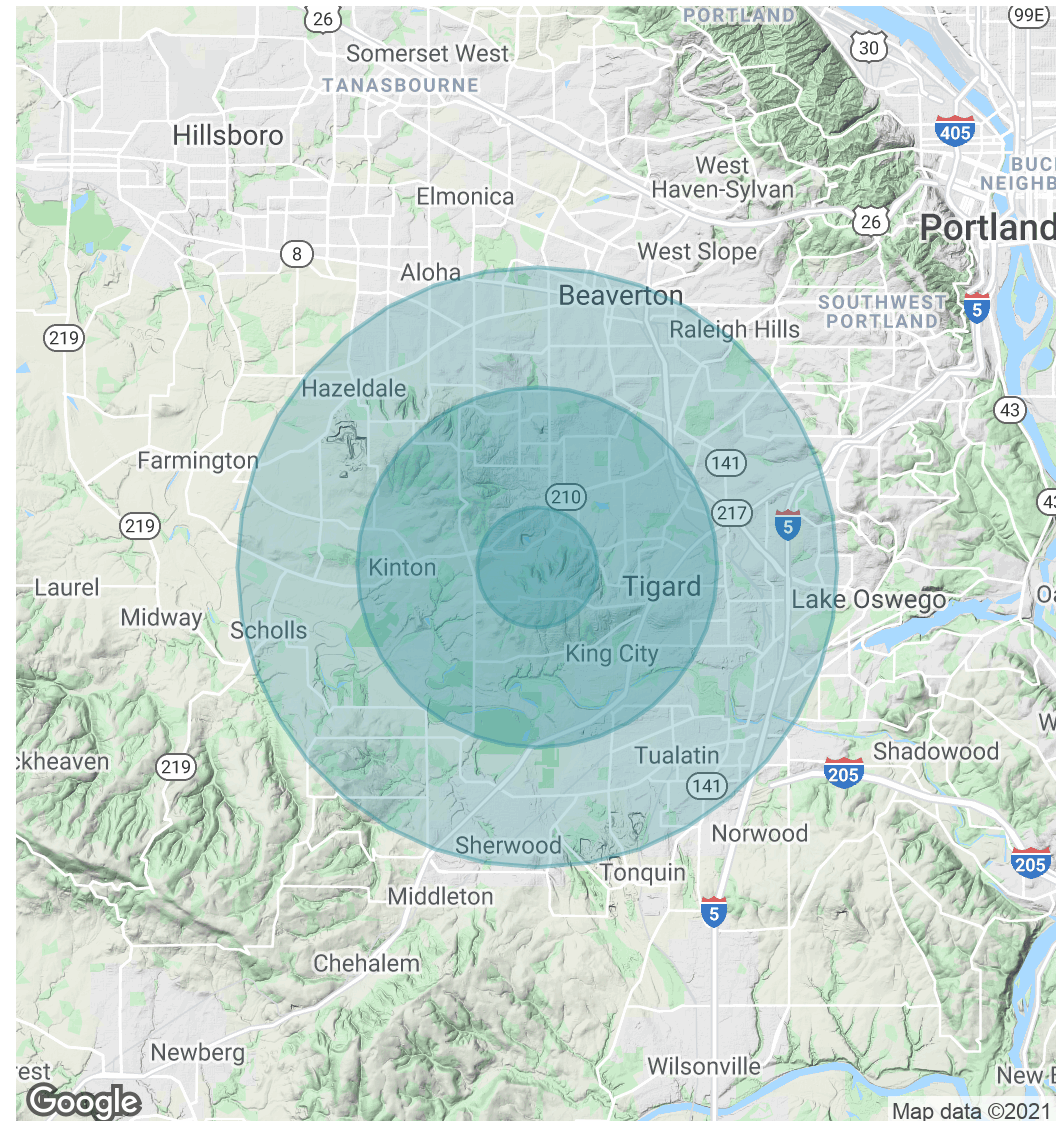 26
PORTLAND
99E
Somerset West
30
TANASBOURNE
Hillsboro
405
West
Haven-Sylvan
BUC
NEIGHB
Elmonica
26
Portland
8
West Slope
Aloha
Beaverton
SOUTHWEST
PORTLAND
5
219
Raleigh Hills
Hazeldale
43
Farmington
141
210
43
219
217
5
Kinton
Laurel
Tigard
Lake Oswego
Oa
Midway
Scholls
King City
W
ckheaven
219
Tualatin
Shadowood
205
141
Norwood
Sherwood
205
Tonquin
Middleton
5
Chehalem
Newberg
Wilsonville
rest
New E
Google
Map data ©2021